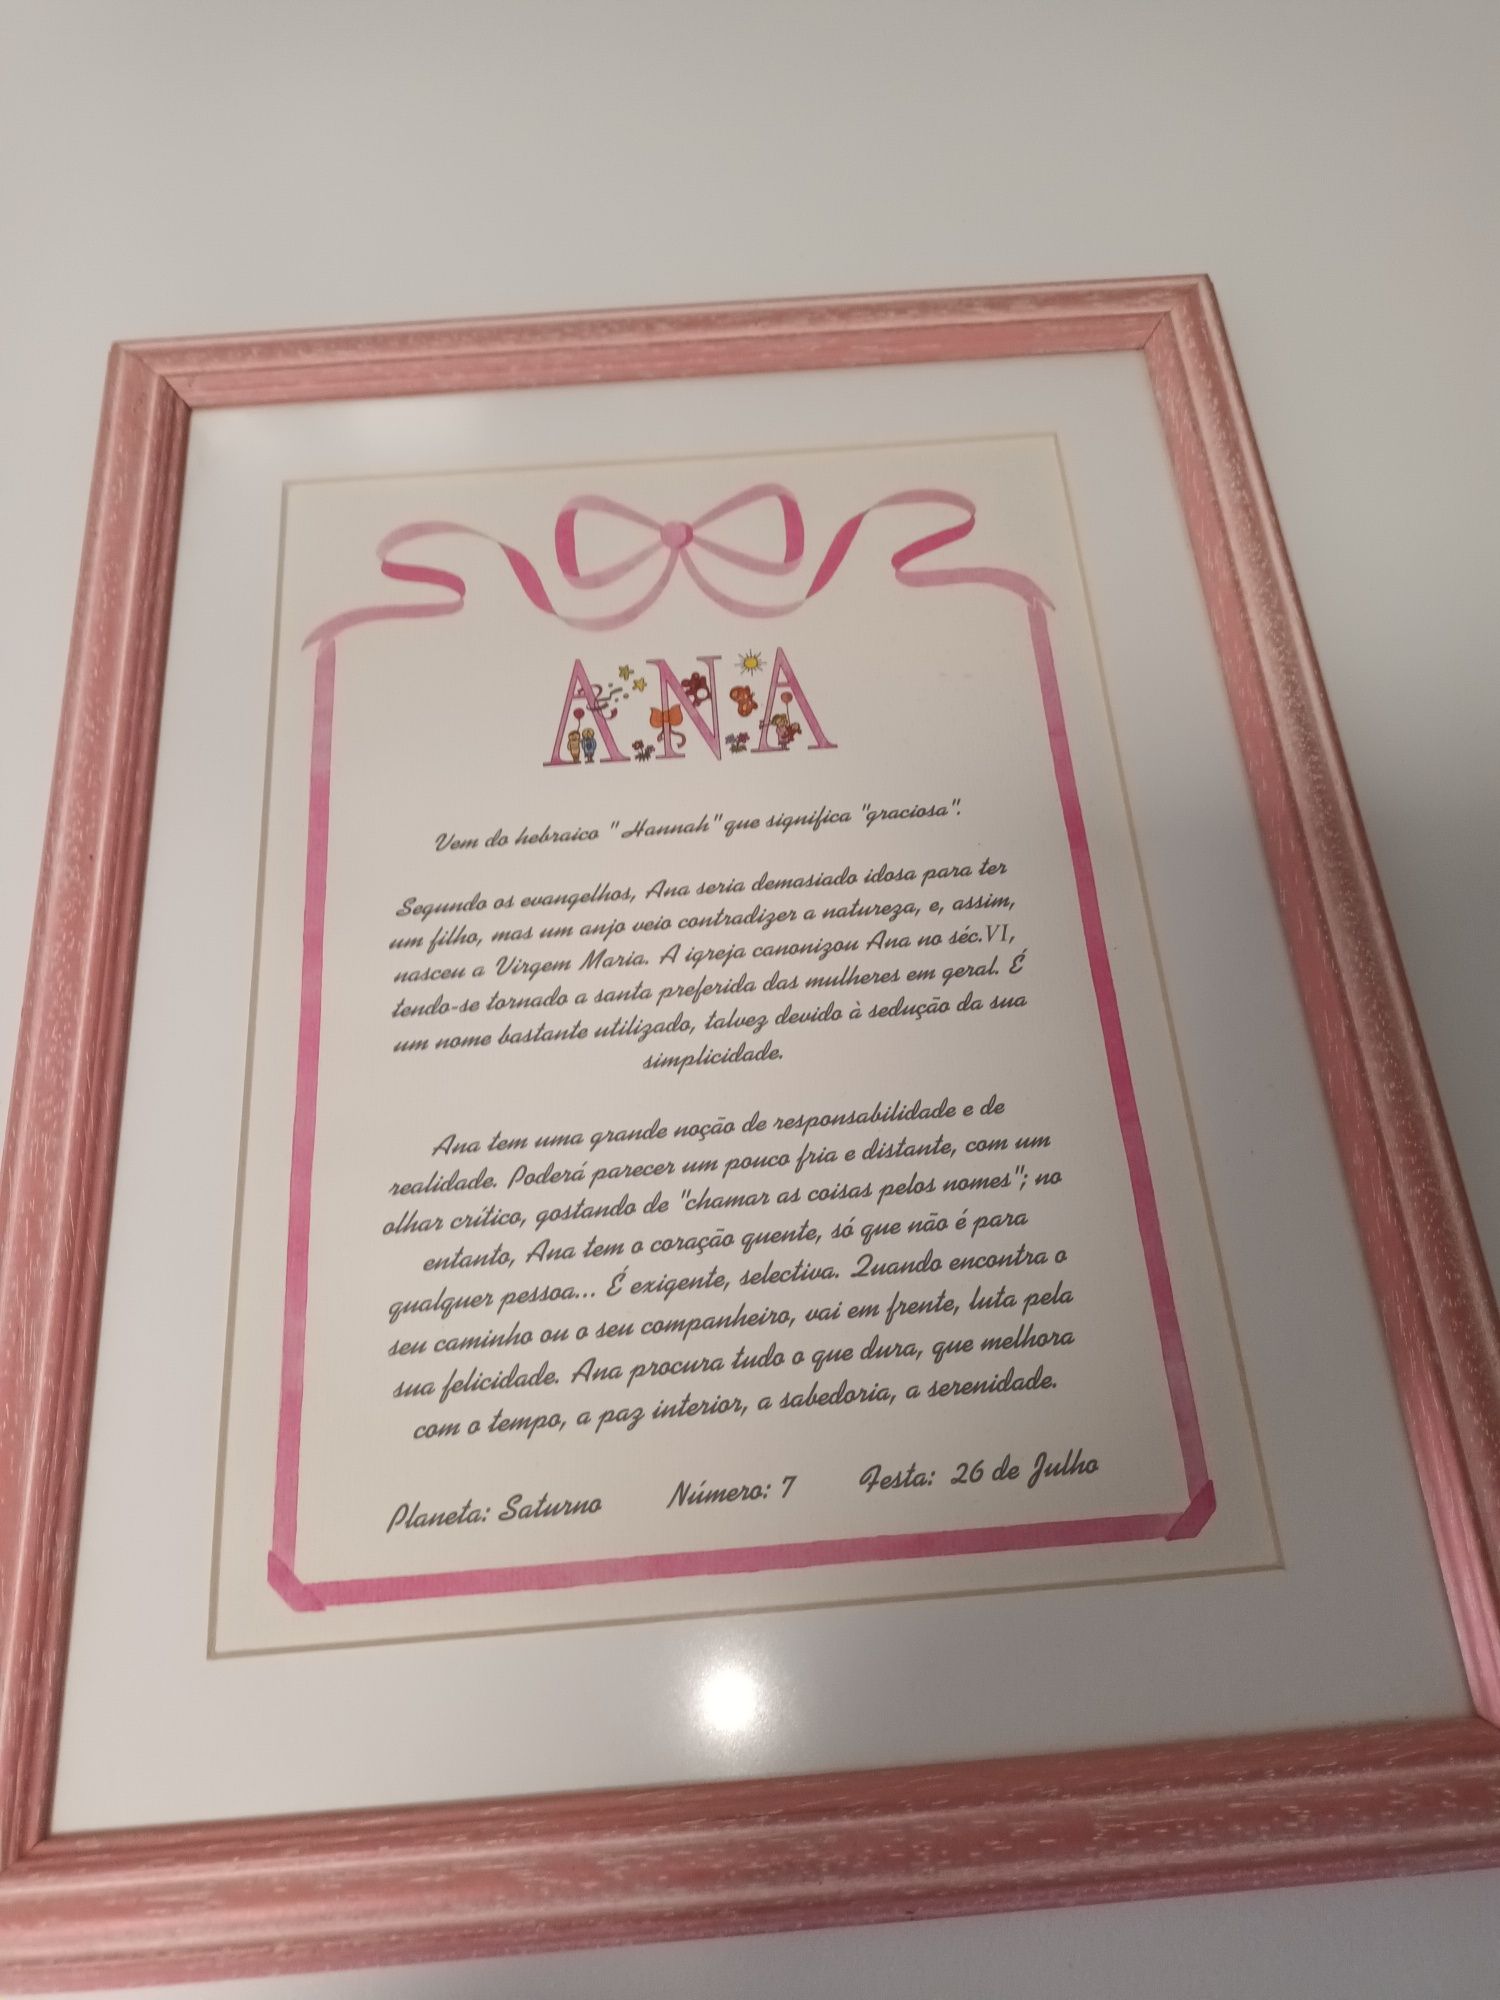 ANA
Vem do hebraico "Hannah" que significa "graciosa".
Segundo os evangelhos, Ana seria demasiado idosa para ter
um filho, mas um anjo veio contradizer a natureza, e, assim,
nasceu a Virgem Maria. A igreja canonizou Ana no séc.VI,
tendo-se tornado a santa preferida das mulheres em geral. É
um nome bastante utilizado, talvez devido à sedução da sua
simplicidade.
Ana tem uma grande noção de responsabilidade e de
realidade. Poderá parecer um pouco fria e distante, com um
olhar crítico, gostando de "chamar as coisas pelos nomes"; no
entanto, Ana tem o coração quente, só que não é para
qualquer pessoa... É exigente, selectiva. Quando encontra o
seu caminho ou o seu companheiro, vai em frente, luta pela
sua felicidade. Ana procura tudo o que dura, que melhora
com o tempo, a paz interior, a sabedoria, a serenidade.
Planeta: Saturno Número: 7 Festa: 26 de Julho